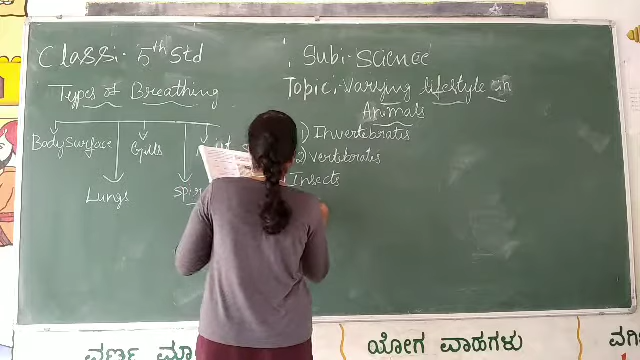 Class:- 5th Std
Types of Breathing
Body Surface
Gills
Lungs
Sub:- Science
Topic:- Varying lifestyle in
Animals
1) Invertebrates
2) Vertebrates
Insects
ವರ್ಣ
ಯೋಗ ವಾಹಗಳು